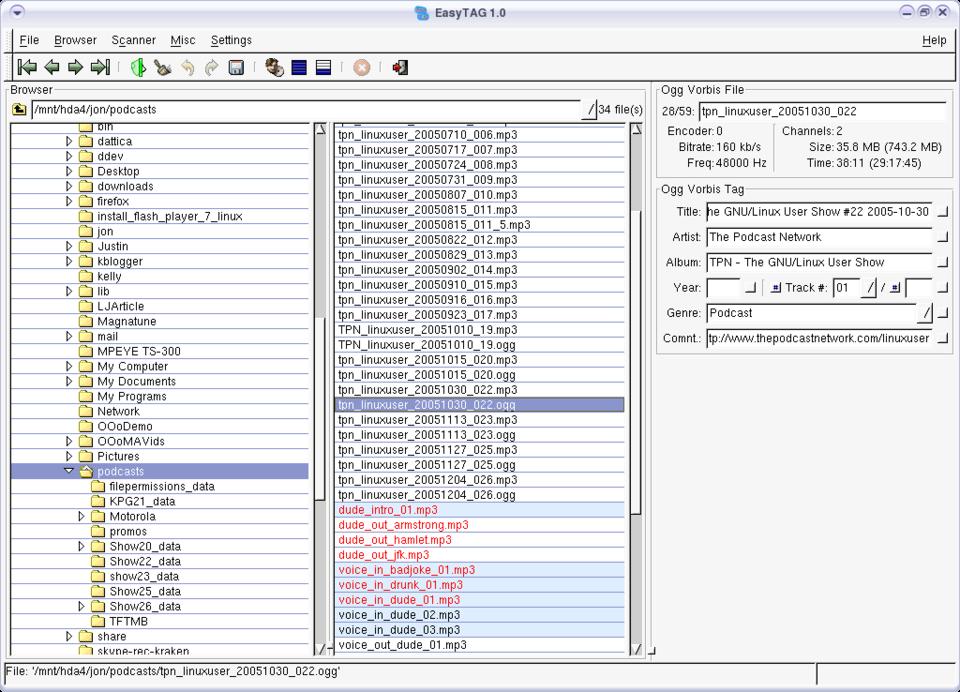 EasyTAG 1.0
File Browser Scanner Misc Settings Help
Browser
/mnt/hda4/jon/podcasts
34 file(s)
bin
dattica
ddev
Desktop
downloads
firefox
install_flash_player_7_linux
jon
Justin
kblogger
kelly
lib
LJArticle
Magnatune
mail
MPEYE TS-300
My Computer
My Documents
My Programs
Network
OOoDemo
OOoMAVids
Pictures
podcasts
filepermissions_data
KPG21_data
Motorola
promos
Show20_data
Show22_data
show23_data
Show25_data
Show26_data
TFTMB
share
skype-rec-kraken
tpn_linuxuser_20050710_006.mp3
tpn_linuxuser_20050717_007.mp3
tpn_linuxuser_20050724_008.mp3
tpn_linuxuser_20050731_009.mp3
tpn_linuxuser_20050807_010.mp3
tpn_linuxuser_20050815_011.mp3
tpn_linuxuser_20050815_011_5.mp3
tpn_linuxuser_20050822_012.mp3
tpn_linuxuser_20050829_013.mp3
tpn_linuxuser_20050902_014.mp3
tpn_linuxuser_20050910_015.mp3
tpn_linuxuser_20050916_016.mp3
tpn_linuxuser_20050923_017.mp3
TPN_linuxuser_20051010_19.mp3
TPN_linuxuser_20051010_19.ogg
tpn_linuxuser_20051015_020.mp3
tpn_linuxuser_20051015_020.ogg
tpn_linuxuser_20051030_022.mp3
tpn_linuxuser_20051030_022.ogg
tpn_linuxuser_20051113_023.mp3
tpn_linuxuser_20051113_023.ogg
tpn_linuxuser_20051127_025.mp3
tpn_linuxuser_20051127_025.ogg
tpn_linuxuser_20051204_026.mp3
tpn_linuxuser_20051204_026.ogg
dude_intro_01.mp3
dude_out_armstrong.mp3
dude_out_hamlet.mp3
dude_out_jfk.mp3
voice_in_badjoke_01.mp3
voice_in_drunk_01.mp3
voice_in_dude_01.mp3
voice_in_dude_02.mp3
voice_in_dude_03.mp3
voice_out_dude_01.mp3
Ogg Vorbis File
28/59: tpn_linuxuser_20051030_022
Encoder: 0 Channels: 2
Bitrate: 160 kb/s Size: 35.8 MB (743.2 MB)
Freq: 48000 Hz Time: 38:11 (29:17:45)
Ogg Vorbis Tag
Title: he GNU/Linux User Show #22 2005-10-30
Artist: The Podcast Network
Album: TPN - The GNU/Linux User Show
Year: Track #: 01 /
Genre: Podcast
Comnt.: tp://www.thepodcastnetwork.com/linuxuser
File: '/mnt/hda4/jon/podcasts/tpn_linuxuser_20051030_022.ogg'